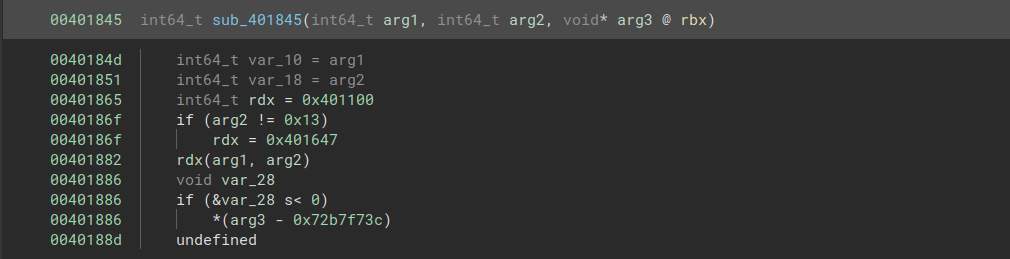 00401845 int64_t sub_401845(int64_t arg1, int64_t arg2, void* arg3 @ rbx)
0040184d int64_t var_10 = arg1
00401851 int64_t var_18 = arg2
00401865 int64_t rdx = 0x401100
0040186f if (arg2 != 0x13)
0040186f rdx = 0x401647
00401882 rdx(arg1, arg2)
00401886 void var_28
00401886 if (&var_28 s< 0)
00401886 *(arg3 - 0x72b7f73c)
0040188d undefined